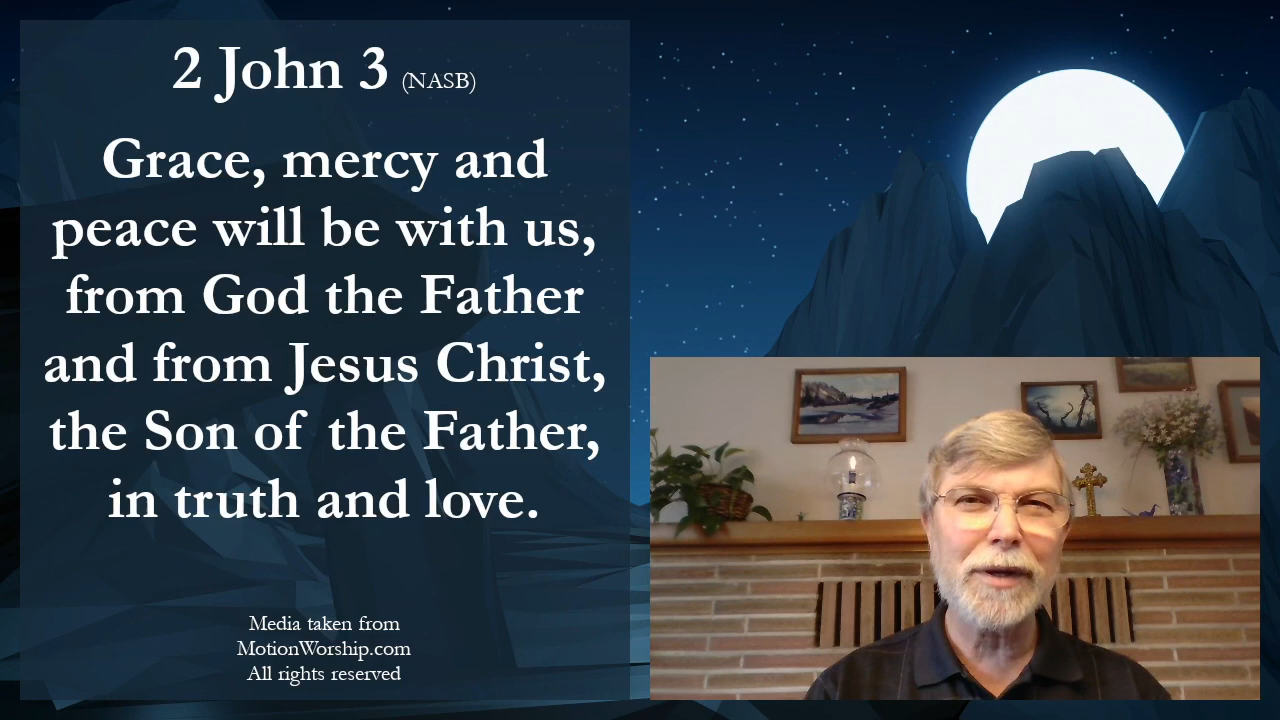 2 John 3 (NASB)
Grace, mercy and
peace will be with us,
from God the Father
and from Jesus Christ,
the Son of the Father,
in truth and love.
Media taken from
MotionWorship.com
All rights reserved